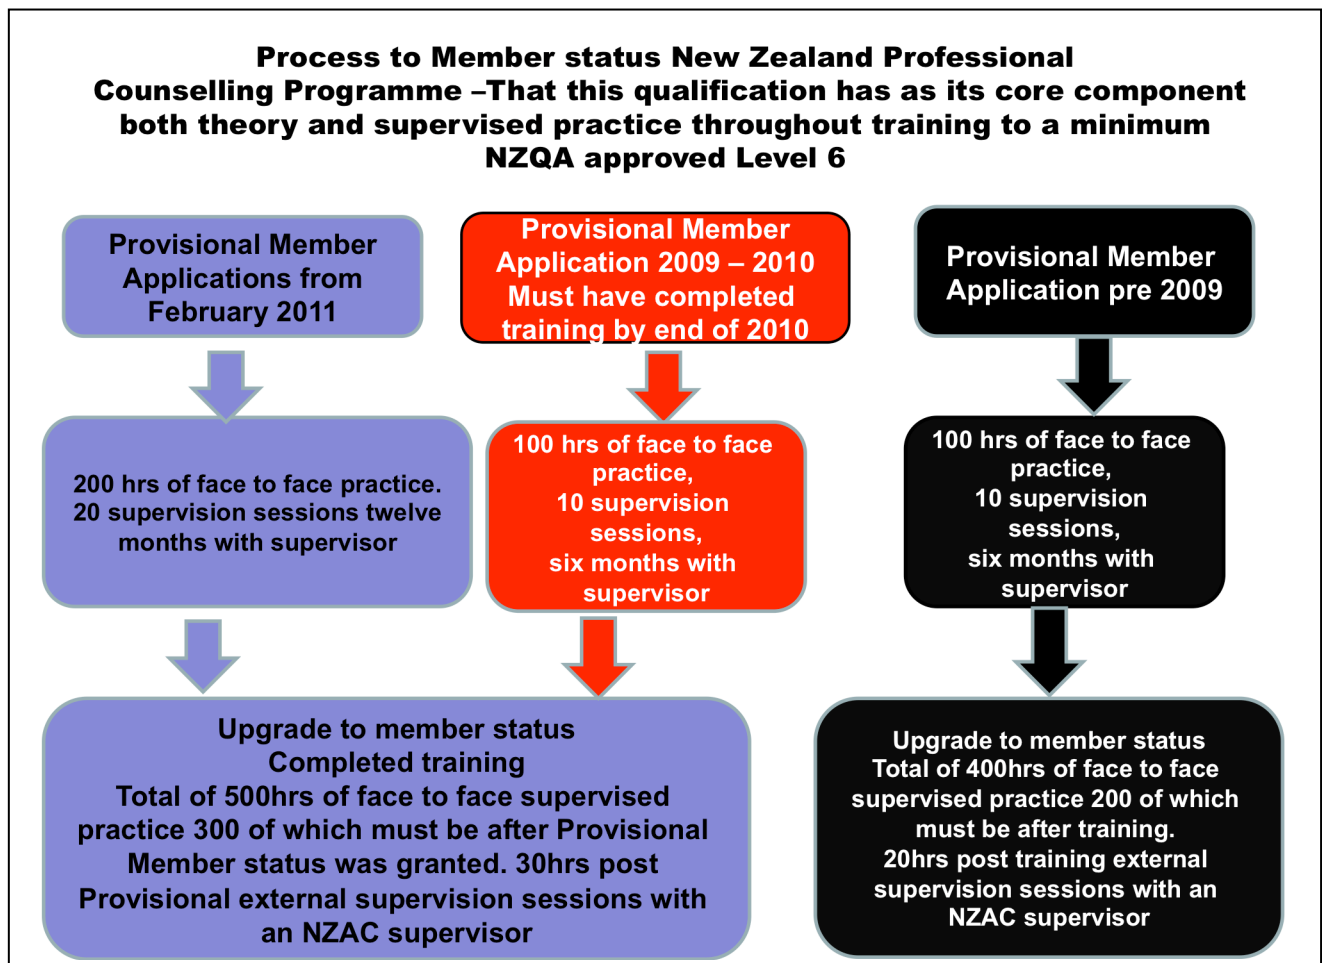 Process to Member status New Zealand Professional
Counselling Programme –That this qualification has as its core component
both theory and supervised practice throughout training to a minimum
NZQA approved Level 6
Provisional Member
Applications from
February 2011
Provisional Member
Application 2009 – 2010
Must have completed
training by end of 2010
Provisional Member
Application pre 2009
200 hrs of face to face practice.
20 supervision sessions twelve
months with supervisor
100 hrs of face to face
practice,
10 supervision
sessions,
six months with
supervisor
100 hrs of face to face
practice,
10 supervision
sessions,
six months with
supervisor
Upgrade to member status
Completed training
Total of 500hrs of face to face supervised
practice 300 of which must be after Provisional
Member status was granted. 30hrs post
Provisional external supervision sessions with
an NZAC supervisor
Upgrade to member status
Total of 400hrs of face to face
supervised practice 200 of which
must be after training.
20hrs post training external
supervision sessions with an
NZAC supervisor